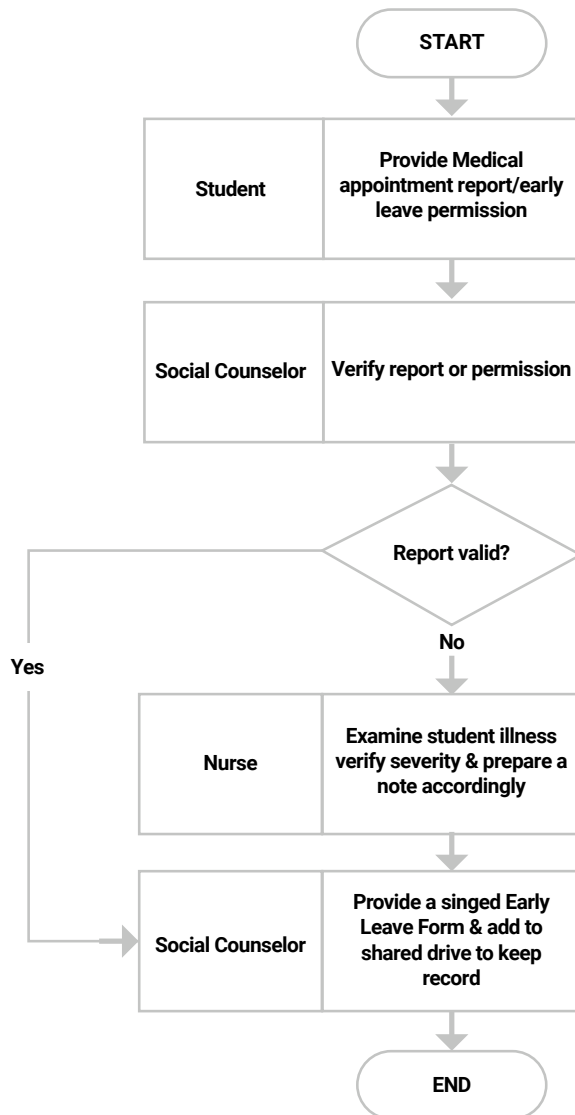 START
Student
Provide Medical
appointment report/early
leave permission
Social Counselor
Verify report or permission
Report valid?
No
Yes
Nurse
Examine student illness
verify severity & prepare a
note accordingly
Social Counselor
Provide a singed Early
Leave Form & add to
shared drive to keep
record
END